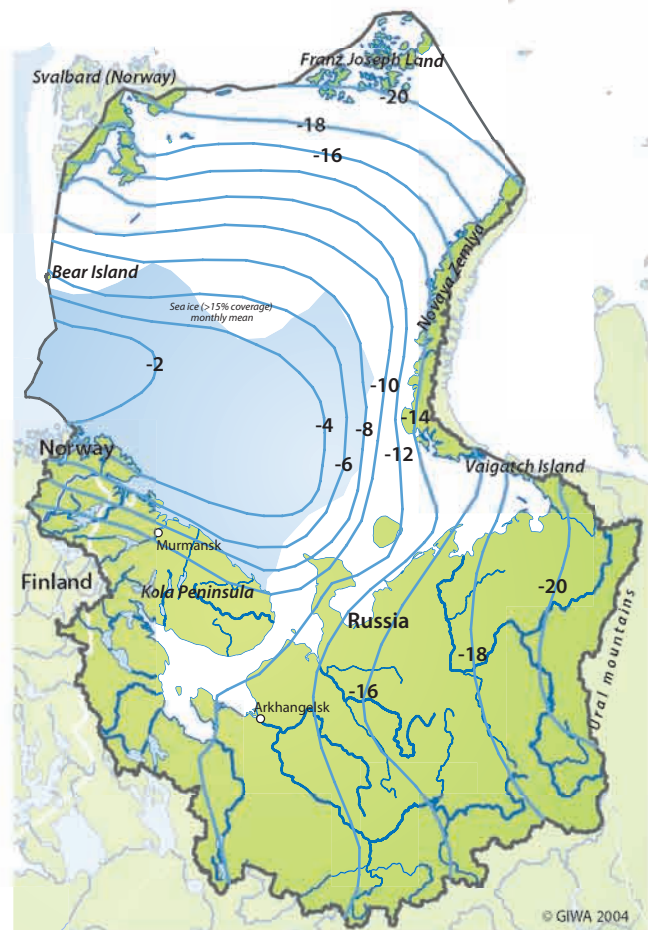 Franz Joseph Land
Svalbard (Norway)
-20
-18
-16
Novaya Zemlya
Bear Island
Sea ice (>15% coverage)
monthly mean
-2
-10
-14
-4
-8
-6
-12
Norway
Vaigatch Island
Murmansk
Finland
Kola Peninsula
-20
Russia
Ural mountains
-18
-16
Arkhangelsk
© GIWA 2004